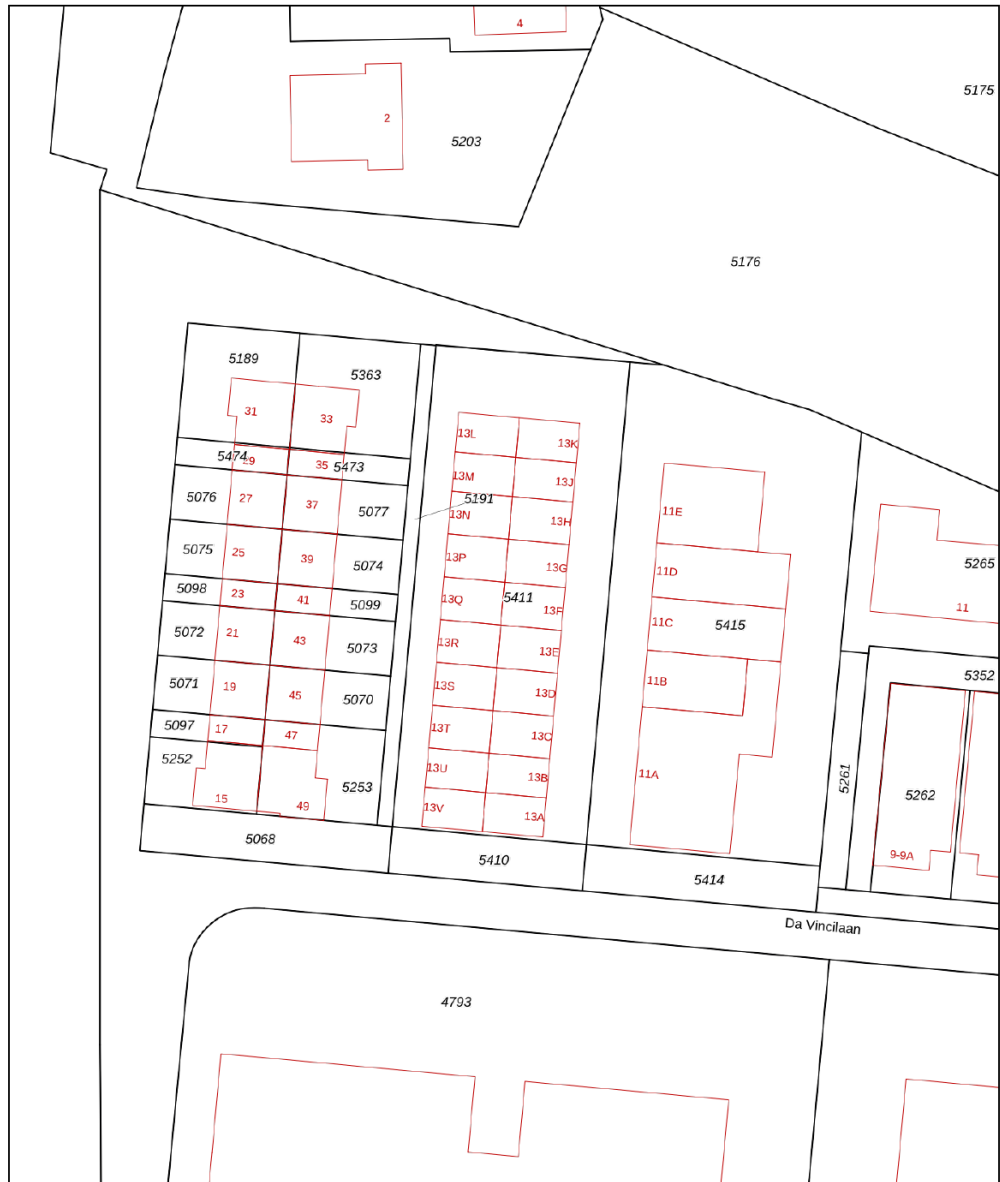 4
5175
2
5203
5176
5189
5363
31
33
13L
13K
5474
29
35
5473
13M
13J
5076
27
37
5077
5191
11E
13N
13H
5075
25
39
5074
13P
13G
11D
5265
5098
23
41
5099
13Q
5411
13F
11
5072
21
43
5073
13R
13E
11C
5415
5352
5071
19
45
5070
13S
13D
11B
5097
17
47
13T
13C
5252
5253
13U
13B
11A
5261
5262
15
49
13V
13A
5068
5410
5414
9-9A
Da Vincilaan
4793